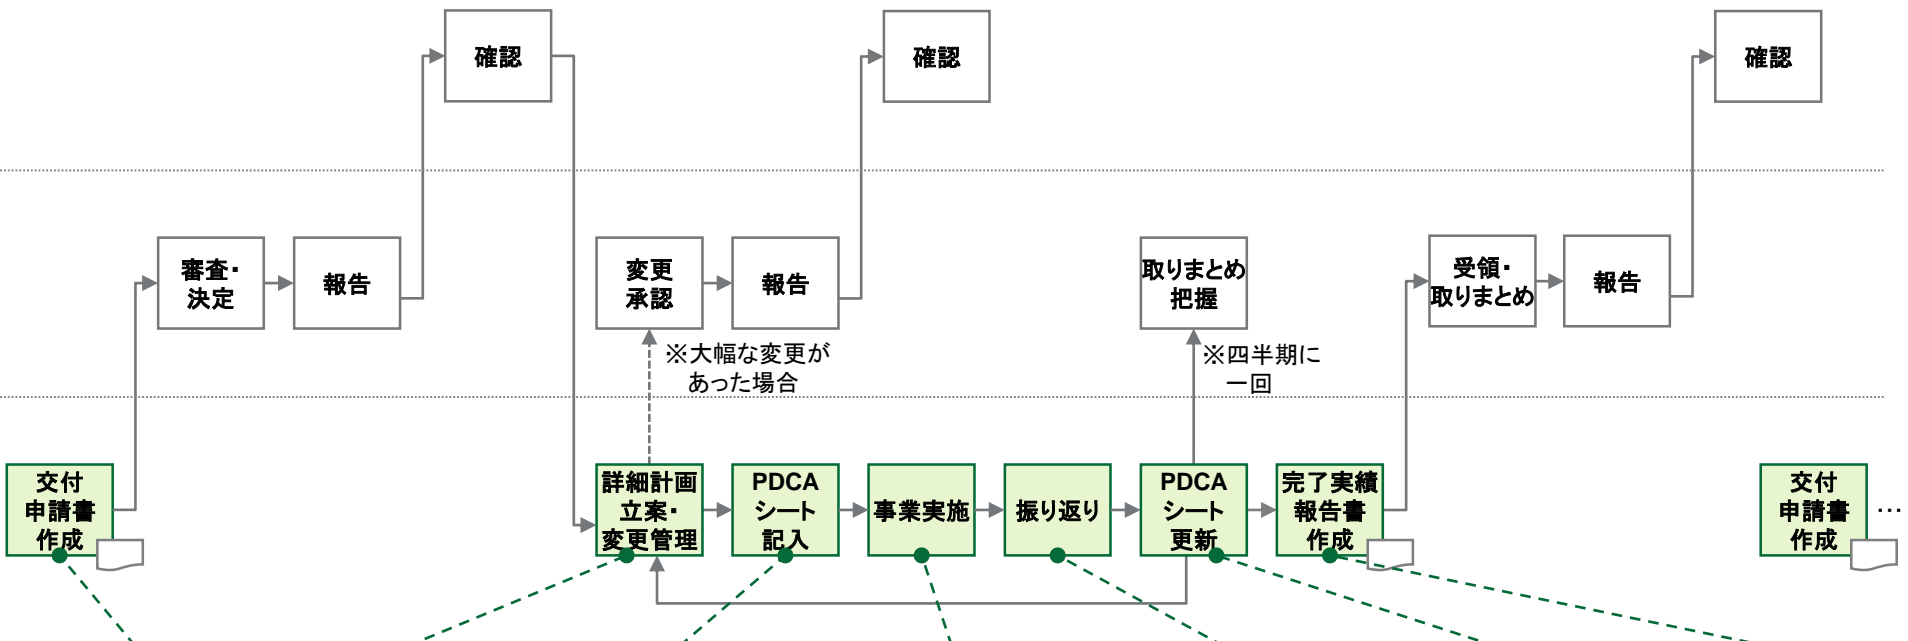 確認
確認
確認
審査・
決定
報告
変更
承認
報告
取りまとめ
把握
受領・
取りまとめ
報告
※大幅な変更が
あった場合
※四半期に
一回
交付
申請書
作成
詳細計画
立案・
変更管理
PDCA
シート
記入
事業実施
振り返り
PDCA
シート
更新
完了実績
報告書
作成
交付
申請書
作成
…